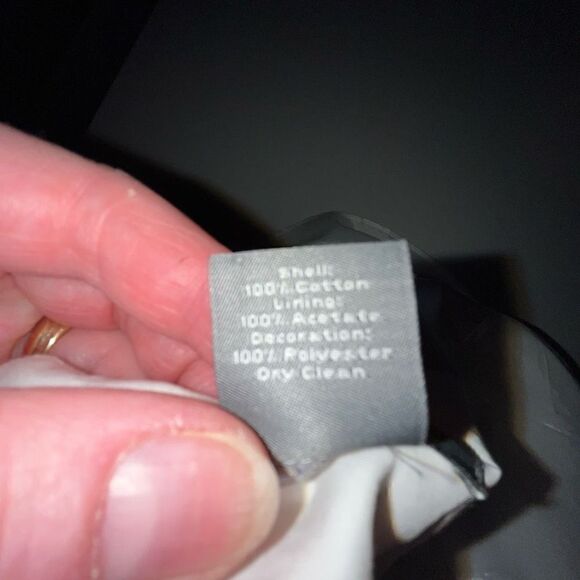 Shell:
100% Cotton
Lining:
100% Acetate
Decoration:
100% Polyester
Dry Clean